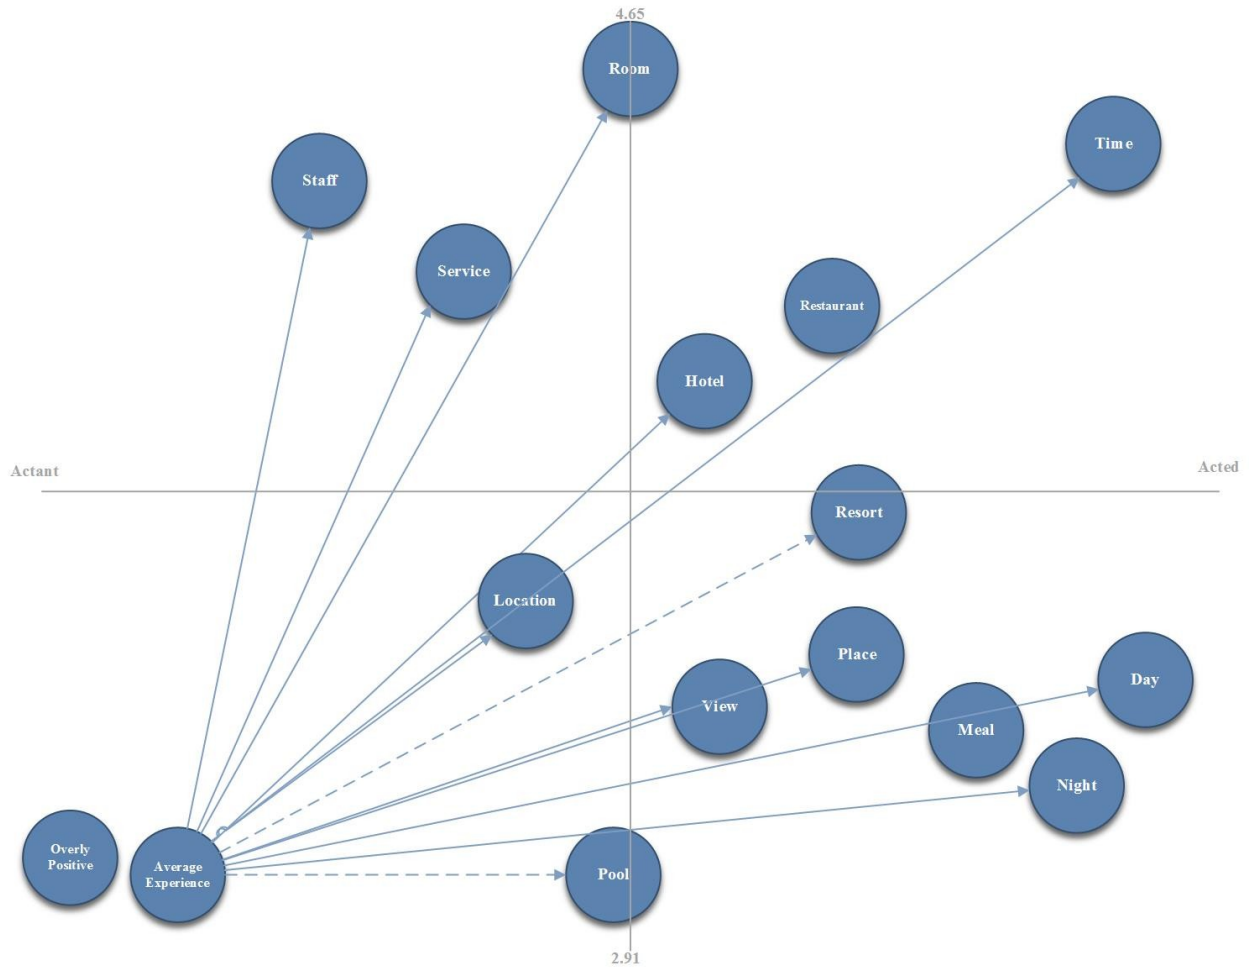 4.65
Room
Time
Staff
Service
Restaurant
Hotel
Actant
Acted
Resort
Location
Place
Day
View
Meal
Night
Overly
Positive
Average
Experience
Pool
2.91